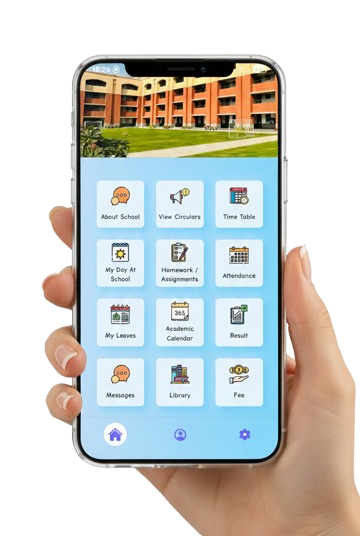 About School
View Circulars
Time Table
My Day At
School
Homework /
Assignments
Attendance
My Leaves
365
Academic
Calendar
Result
Messages
Library
Fee